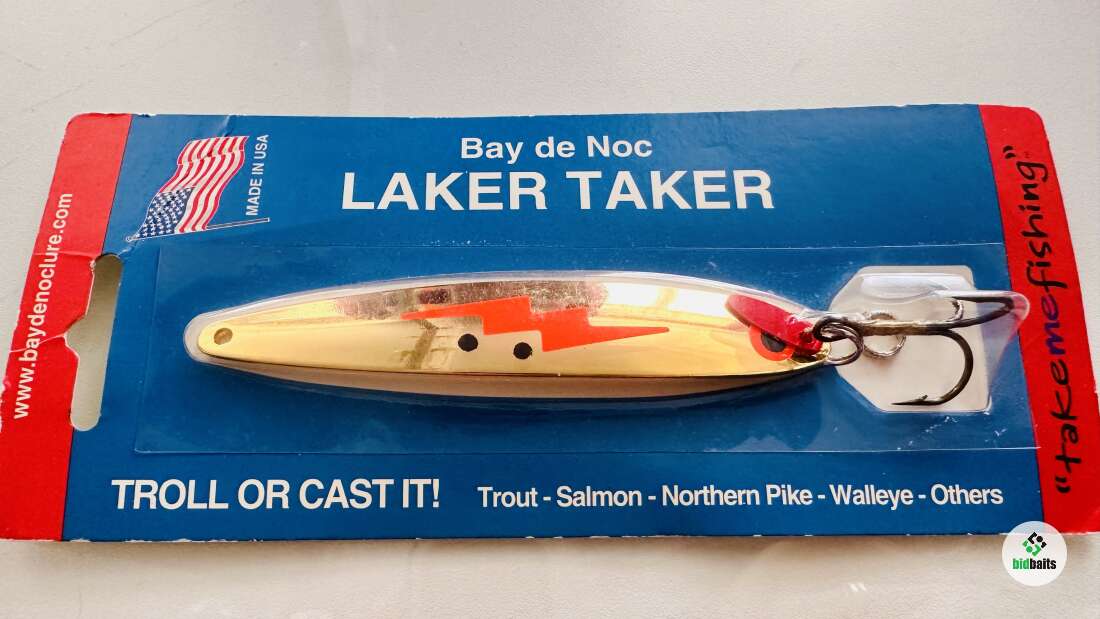 Bay de Noc
LAKER TAKER
MADE IN USA
www.baydenoclure.com
"takemefishing"
TROLL OR CAST IT!
Trout - Salmon - Northern Pike - Walleye - Others
bidbaits